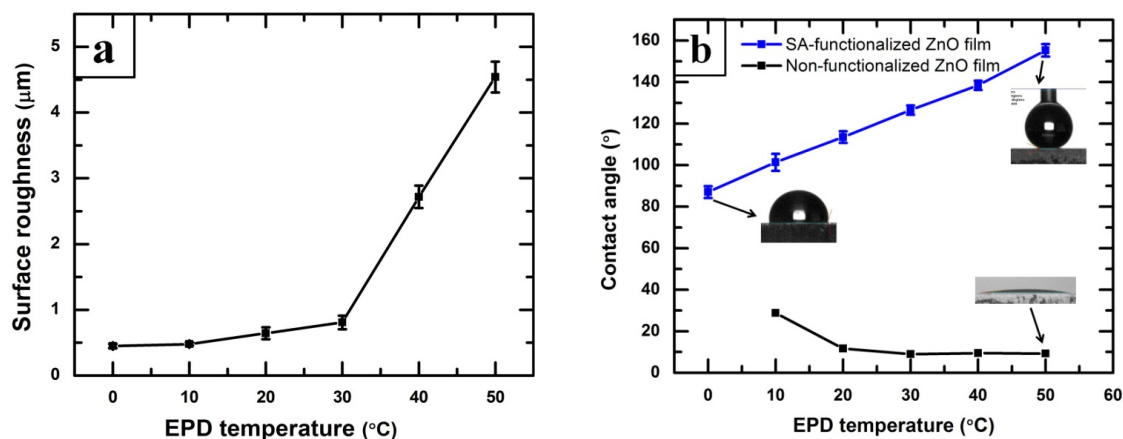 a
5
4
3
2
1
0
Surface roughness (μm)
0 10 20 30 40 50
EPD temperature (°C)
b
SA-functionalized ZnO film
Non-functionalized ZnO film
160
140
120
100
80
60
40
20
0
Contact angle (°)
0 10 20 30 40 50 60
EPD temperature (°C)